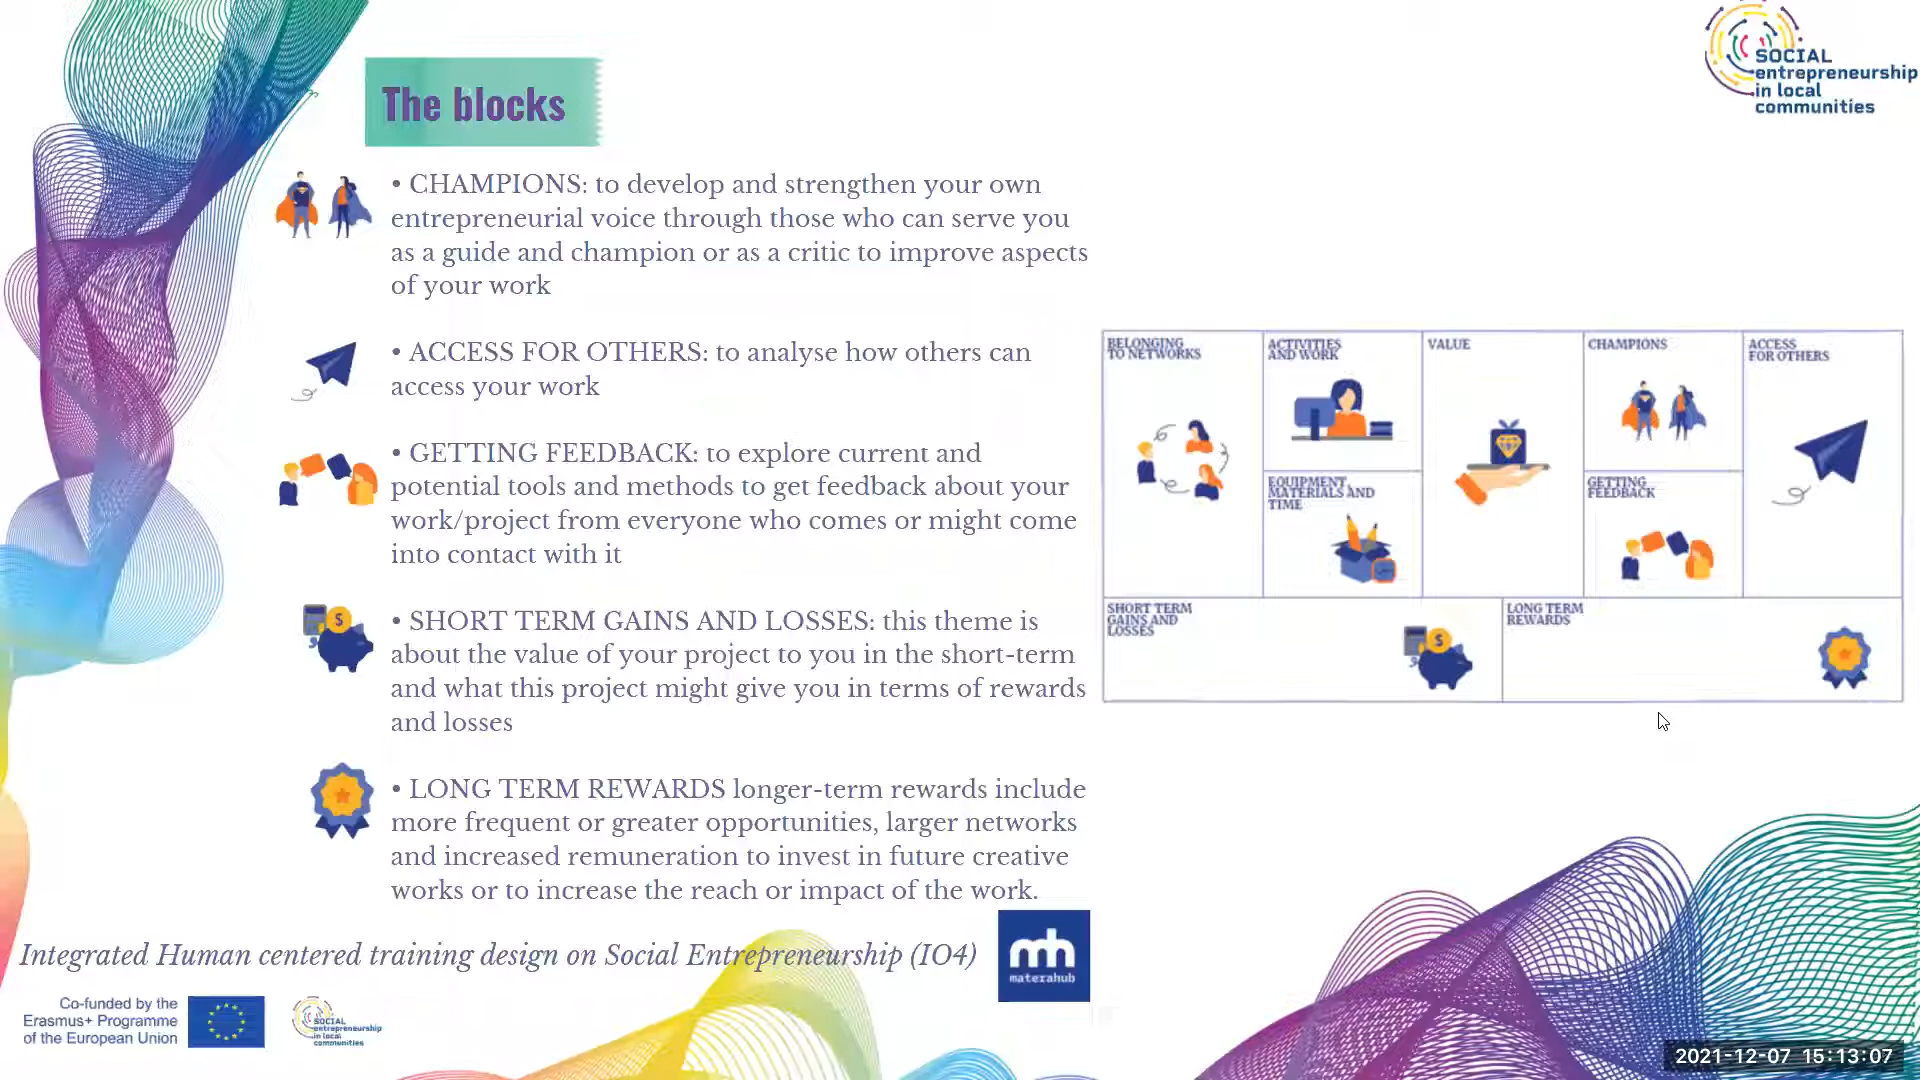 SOCIAL
entrepreneurship
in local
communities
The blocks
• CHAMPIONS: to develop and strengthen your own
entrepreneurial voice through those who can serve you
as a guide and champion or as a critic to improve aspects
of your work
• ACCESS FOR OTHERS: to analyse how others can
access your work
• GETTING FEEDBACK: to explore current and
potential tools and methods to get feedback about your
work/project from everyone who comes or might come
into contact with it
• SHORT TERM GAINS AND LOSSES: this theme is
about the value of your project to you in the short-term
and what this project might give you in terms of rewards
and losses
• LONG TERM REWARDS longer-term rewards include
more frequent or greater opportunities, larger networks
and increased remuneration to invest in future creative
works or to increase the reach or impact of the work.
BELONGING
TO NETWORKS
ACTIVITIES
AND WORK
EQUIPMENT,
MATERIALS AND
TIME
VALUE
CHAMPIONS
GETTING
FEEDBACK
ACCESS
FOR OTHERS
SHORT TERM
GAINS AND
LOSSES
LONG TERM
REWARDS
Integrated Human centered training design on Social Entrepreneurship (IO4)
mh
materahub
Co-funded by the
Erasmus+ Programme
of the European Union
SOCIAL
entrepreneurship
in local
communities
2021-12-07 15:13:07